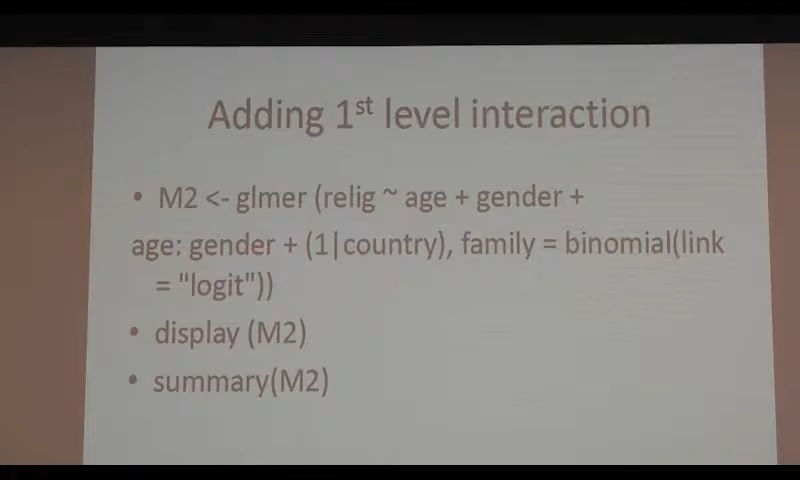 Adding 1st level interaction
• M2 <- glmer (relig ~ age + gender +
age: gender + (1|country), family = binomial(link
= "logit"))
• display (M2)
• summary(M2)